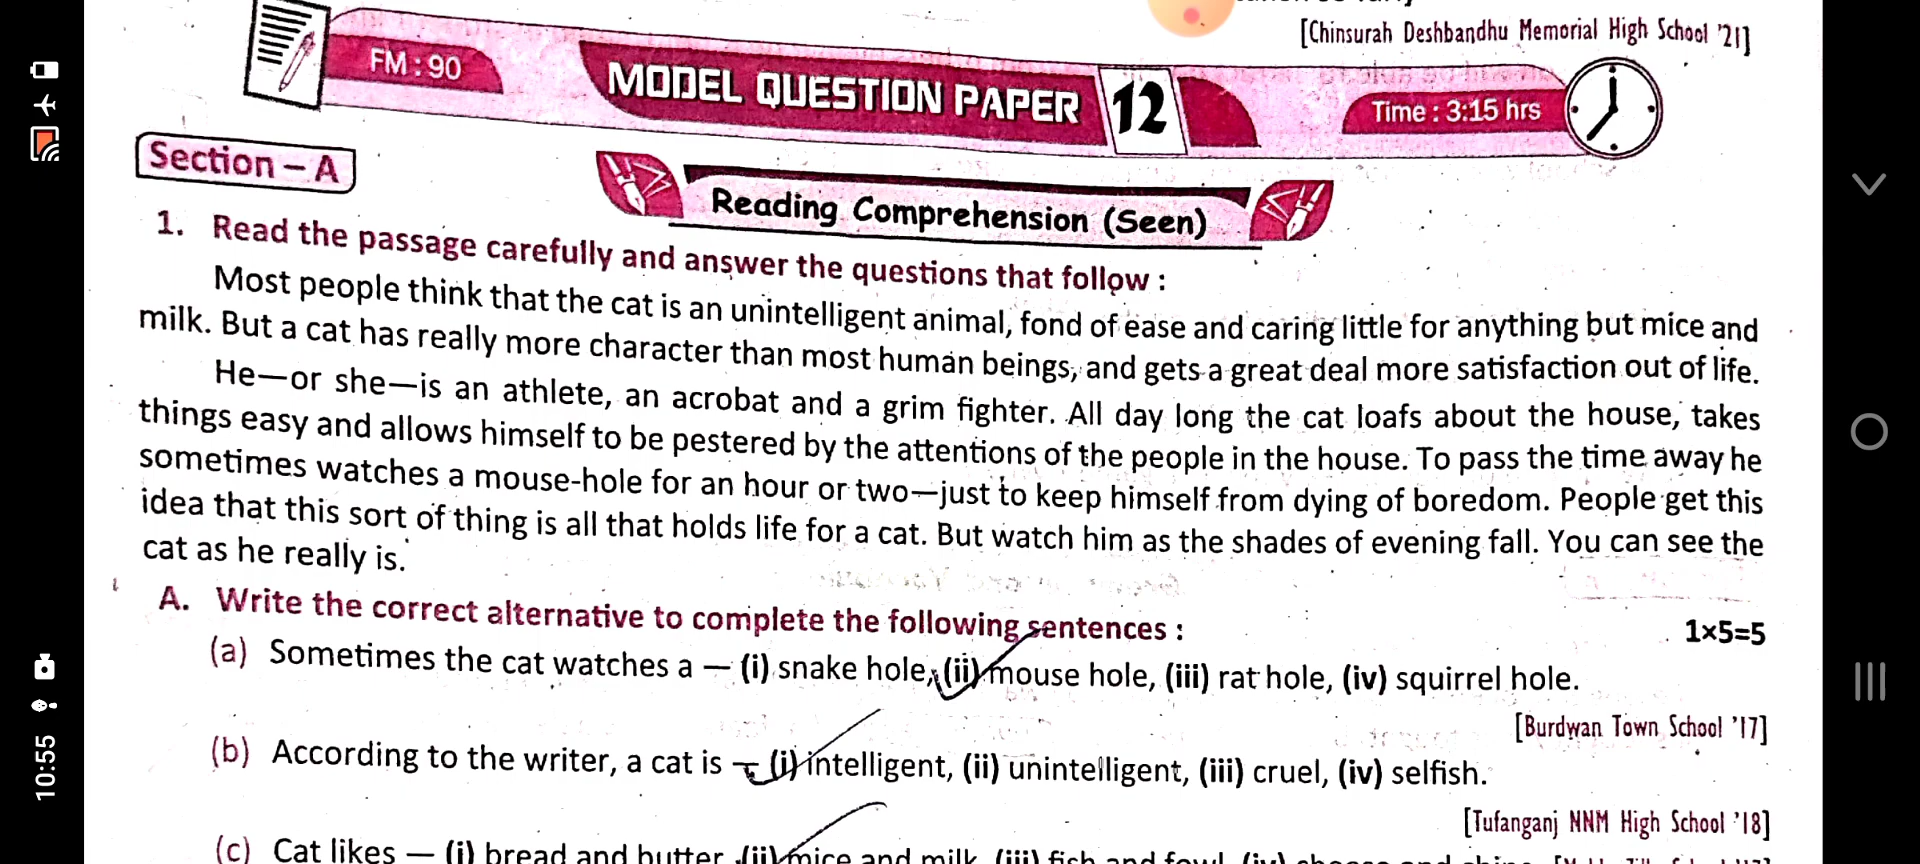 [Chinsurah Deshbandhu Memorial High School '21]
FM : 90
MODEL QUESTION PAPER 12
Time : 3:15 hrs
Section – A
Reading Comprehension (Seen)
1. Read the passage carefully and answer the questions that follow :
Most people think that the cat is an unintelligent animal, fond of ease and caring little for anything but mice and
milk. But a cat has really more character than most human beings, and gets a great deal more satisfaction out of life.
He—or she—is an athlete, an acrobat and a grim fighter. All day long the cat loafs about the house, takes
things easy and allows himself to be pestered by the attentions of the people in the house. To pass the time away he
sometimes watches a mouse-hole for an hour or two—just to keep himself from dying of boredom. People get this
idea that this sort of thing is all that holds life for a cat. But watch him as the shades of evening fall. You can see the
cat as he really is.
A. Write the correct alternative to complete the following sentences : 1×5=5
(a) Sometimes the cat watches a — (i) snake hole, (ii) mouse hole, (iii) rat hole, (iv) squirrel hole.
[Burdwan Town School '17]
(b) According to the writer, a cat is — (i) intelligent, (ii) unintelligent, (iii) cruel, (iv) selfish.
[Tufanganj NNM High School '18]
(c) Cat likes — (i) bread and butter, (ii) mice and milk, (iii) fish and fowl, (iv)
10:55